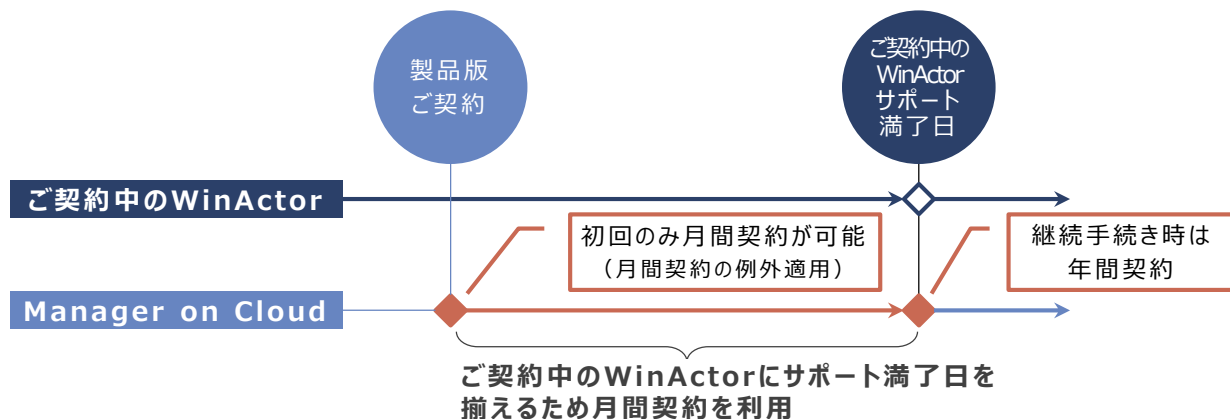 製品版
ご契約
ご契約中の
WinActor
サポート
満了日
ご契約中のWinActor
初回のみ月間契約が可能
（月間契約の例外適用）
継続手続き時は
年間契約
Manager on Cloud
ご契約中のWinActorにサポート満了日を
揃えるため月間契約を利用